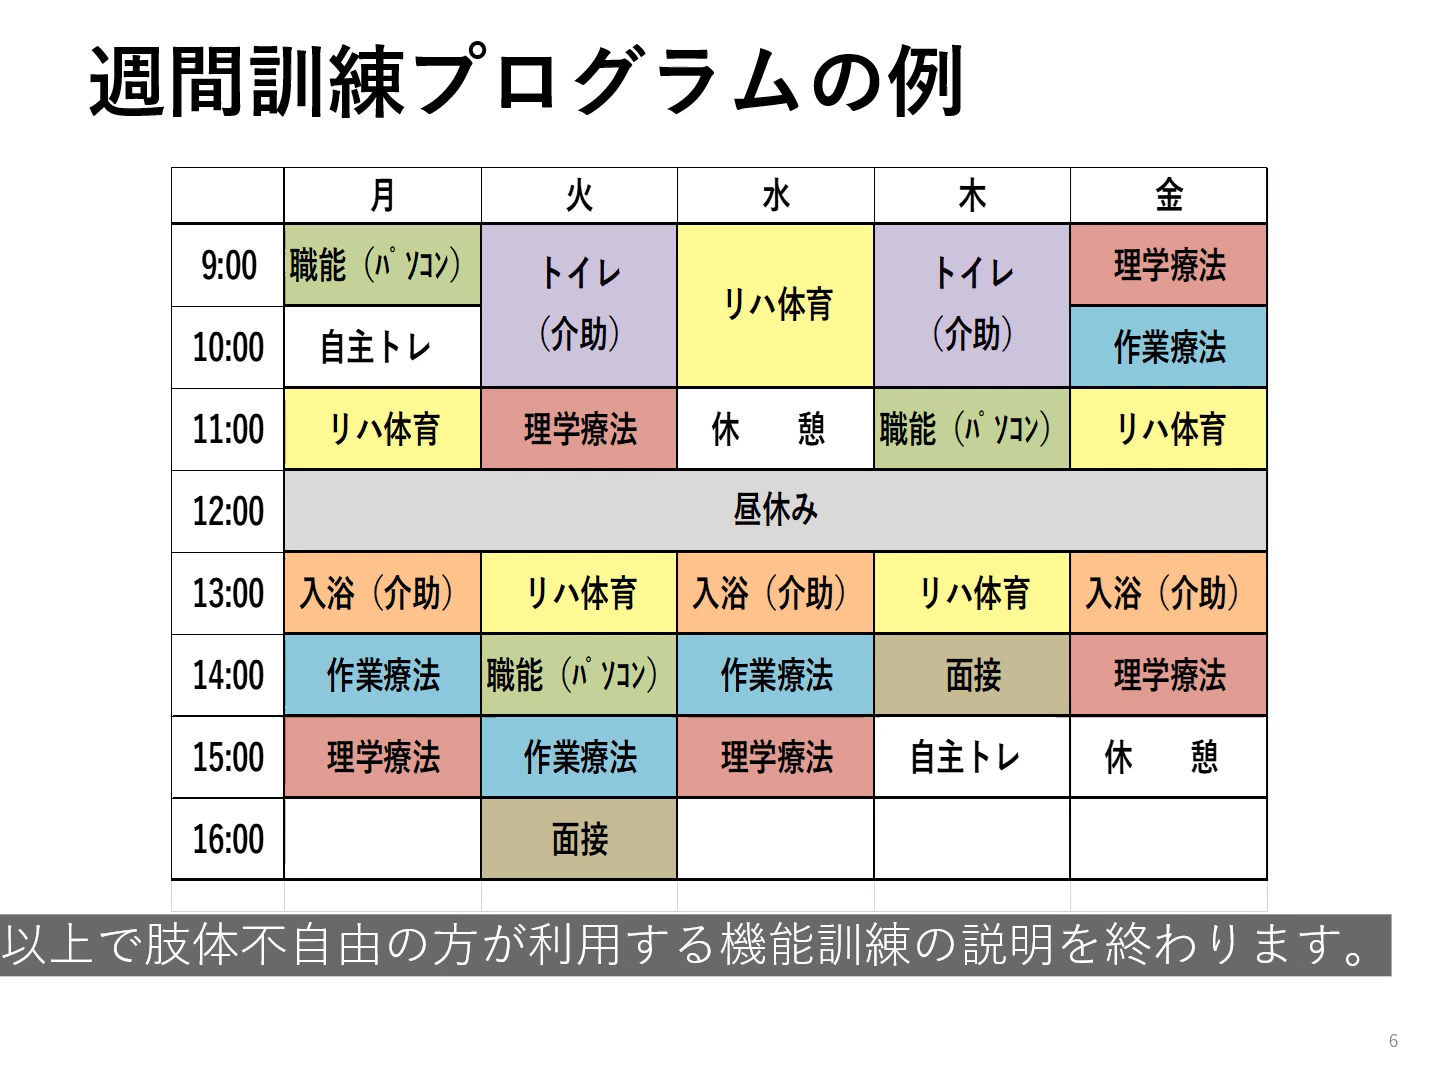 週間訓練プログラムの例
月 火 水 木 金
9:00 職能（ﾊﾟｿｺﾝ） トイレ（介助） リハ体育 トイレ（介助） 理学療法
10:00 自主トレ 作業療法
11:00 リハ体育 理学療法 休　憩 職能（ﾊﾟｿｺﾝ） リハ体育
12:00 昼休み
13:00 入浴（介助） リハ体育 入浴（介助） リハ体育 入浴（介助）
14:00 作業療法 職能（ﾊﾟｿｺﾝ） 作業療法 面接 理学療法
15:00 理学療法 作業療法 理学療法 自主トレ 休　憩
16:00 面接
以上で肢体不自由の方が利用する機能訓練の説明を終わります。
6